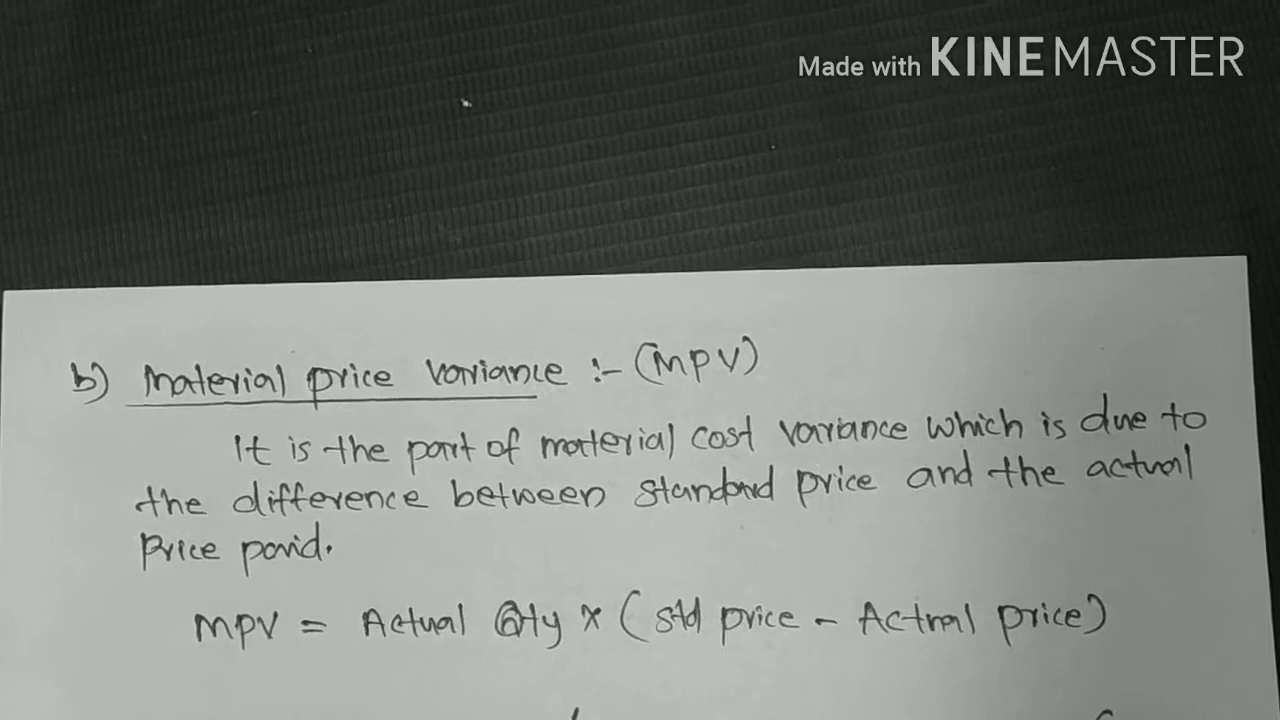 Made with KINEMASTER
b) Material price variance :- (MPV)
It is the part of material cost variance which is due to
the difference between standard price and the actual
price paid.
MPV = Actual Qty x (std price - Actual price)